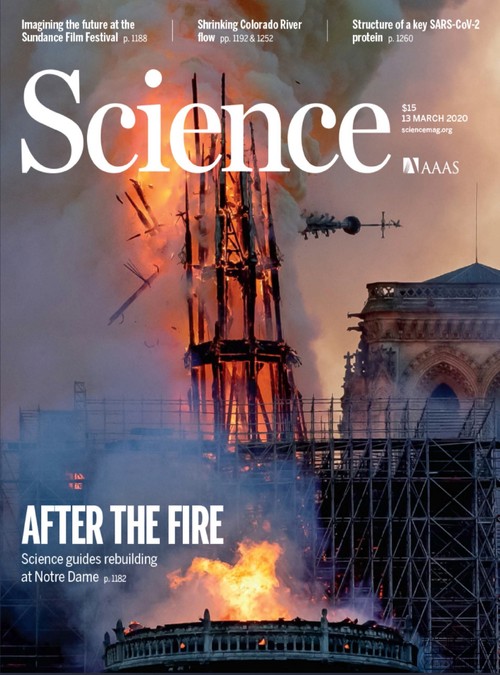 Imagining the future at the
Sundance Film Festival p. 1188
Shrinking Colorado River
flow pp. 1192 & 1252
Structure of a key SARS-CoV-2
protein p. 1260
Science
$15
13 MARCH 2020
sciencemag.org
AAAS
AFTER THE FIRE
Science guides rebuilding
at Notre Dame p. 1182